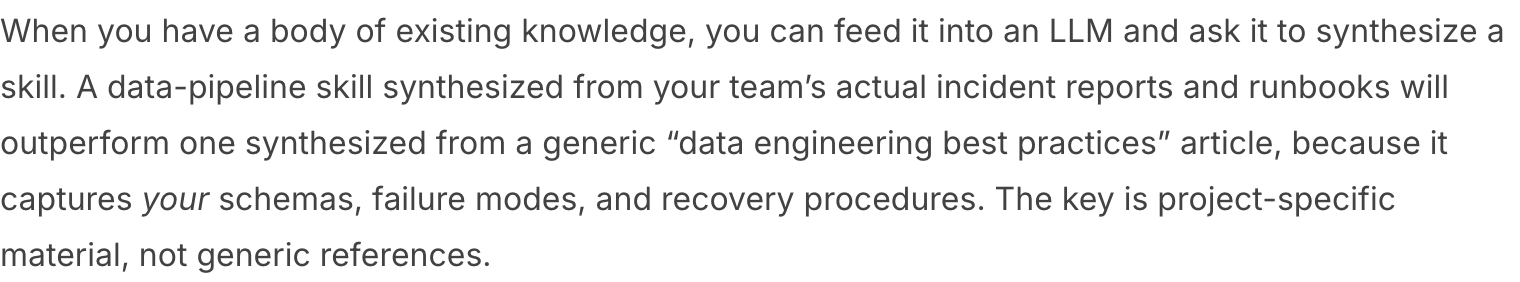 When you have a body of existing knowledge, you can feed it into an LLM and ask it to synthesize a
skill. A data-pipeline skill synthesized from your team’s actual incident reports and runbooks will
outperform one synthesized from a generic “data engineering best practices” article, because it
captures your schemas, failure modes, and recovery procedures. The key is project-specific
material, not generic references.